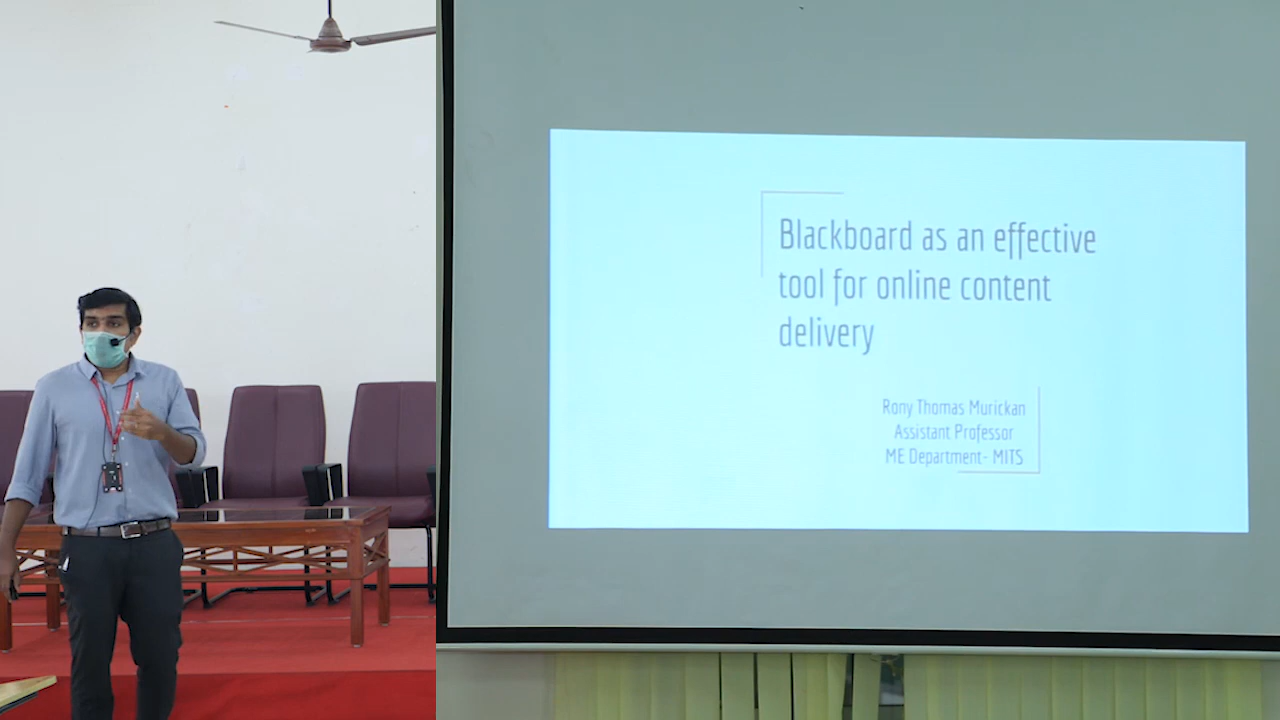 Blackboard as an effective
tool for online content
delivery
Rony Thomas Murickan
Assistant Professor
ME Department- MITS